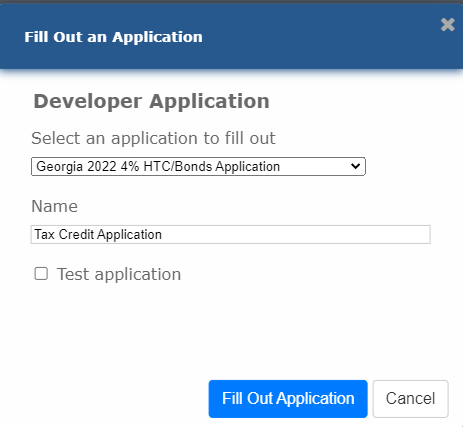 Fill Out an Application
Developer Application
Select an application to fill out
Georgia 2022 4% HTC/Bonds Application
Name
Tax Credit Application
Test application
Fill Out Application
Cancel